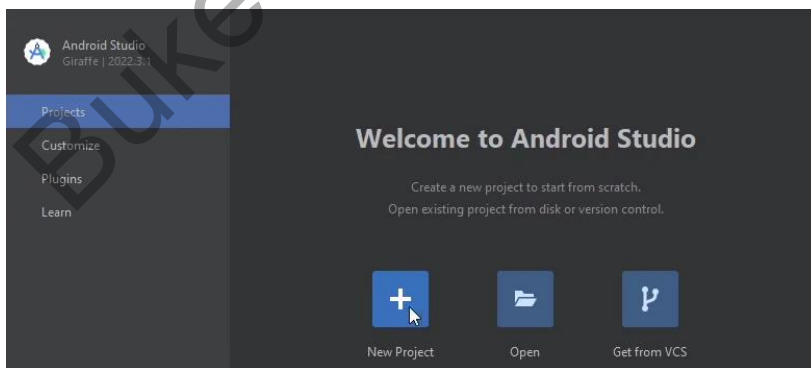 Android Studio
Giraffe | 2022.3.1
Projects
Customize
Plugins
Learn
Welcome to Android Studio
Create a new project to start from scratch.
Open existing project from disk or version control.
New Project
Open
Get from VCS
Buke